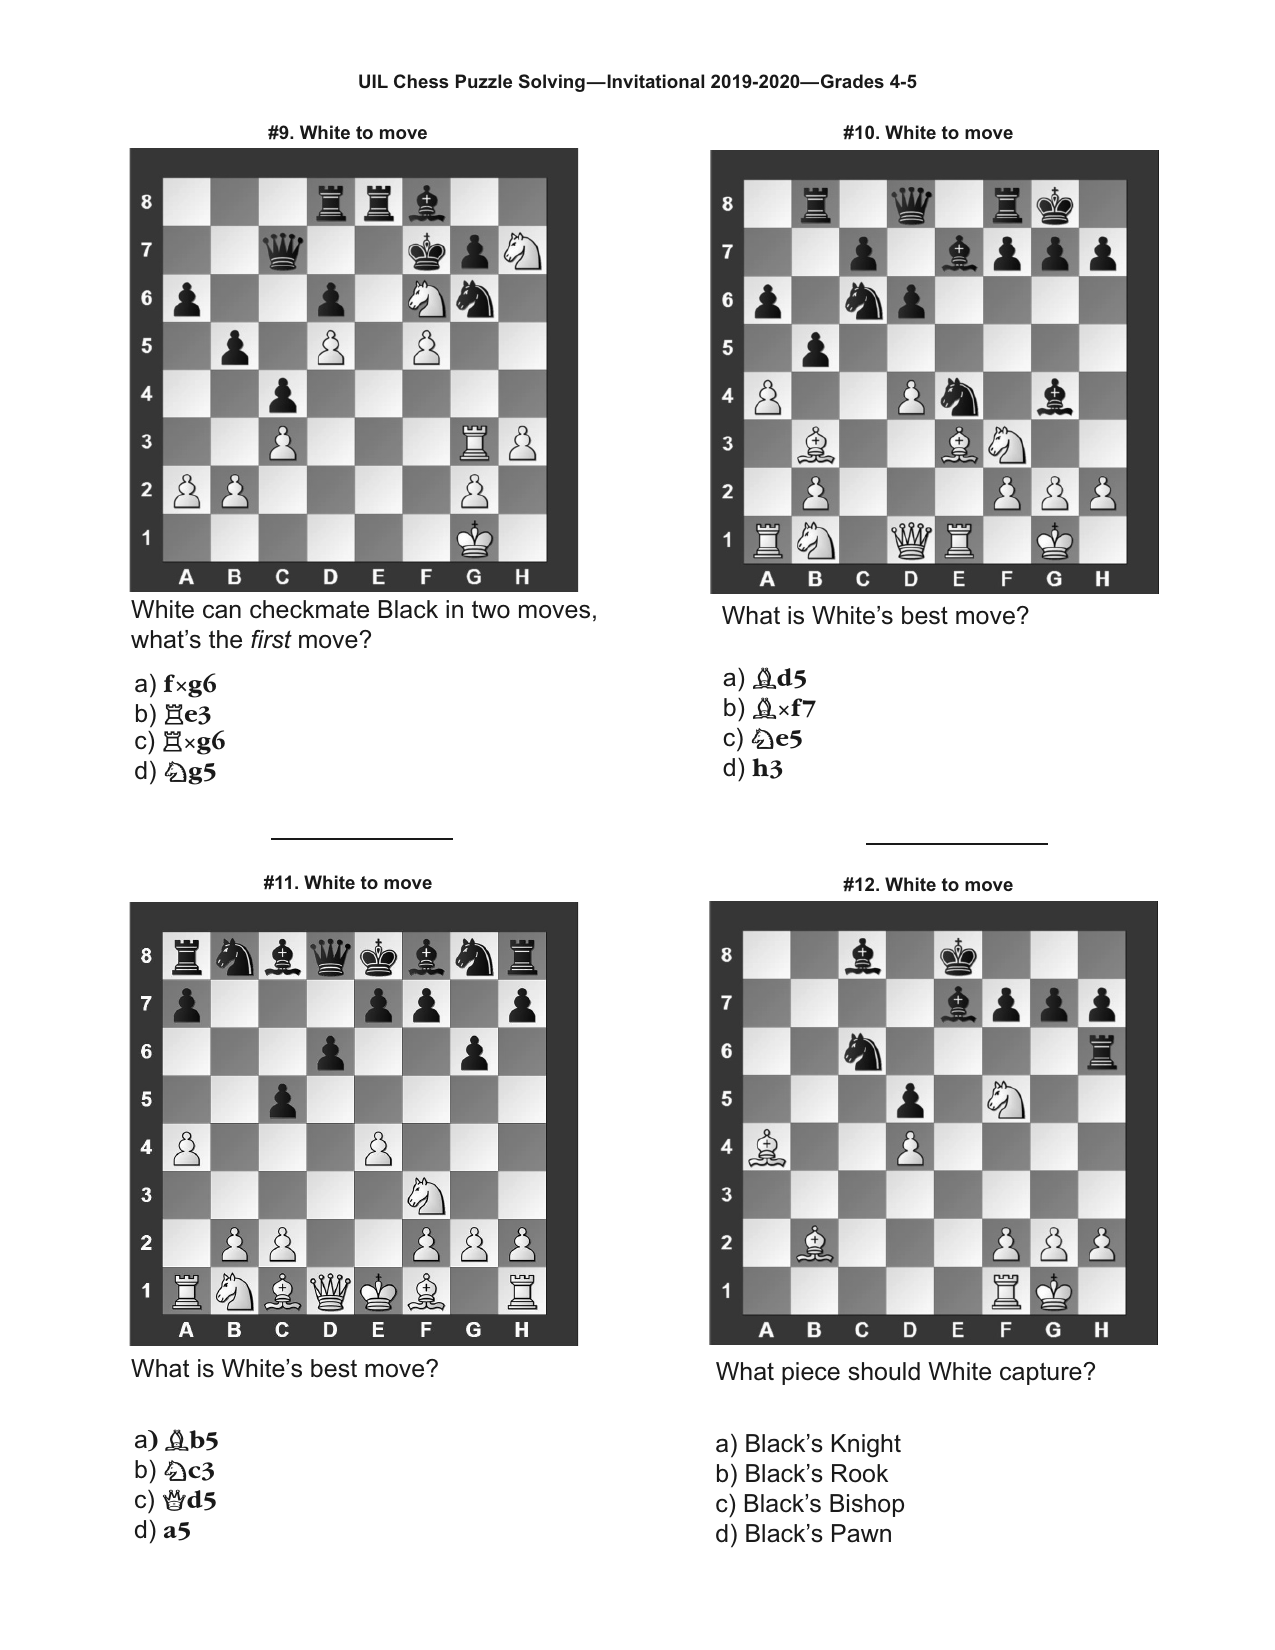 UIL Chess Puzzle Solving—Invitational 2019-2020—Grades 4-5
#9. White to move
8
7
6
5
4
3
2
1
A B C D E F G H
White can checkmate Black in two moves,
what's the first move?
a) f×g6
b) ♖e3
c) ♖×g6
d) ♘g5
#10. White to move
8
7
6
5
4
3
2
1
A B C D E F G H
What is White's best move?
a) ♗d5
b) ♗×f7
c) ♘e5
d) h3
#11. White to move
8
7
6
5
4
3
2
1
A B C D E F G H
What is White's best move?
a) ♗b5
b) ♘c3
c) ♕d5
d) a5
#12. White to move
8
7
6
5
4
3
2
1
A B C D E F G H
What piece should White capture?
a) Black's Knight
b) Black's Rook
c) Black's Bishop
d) Black's Pawn